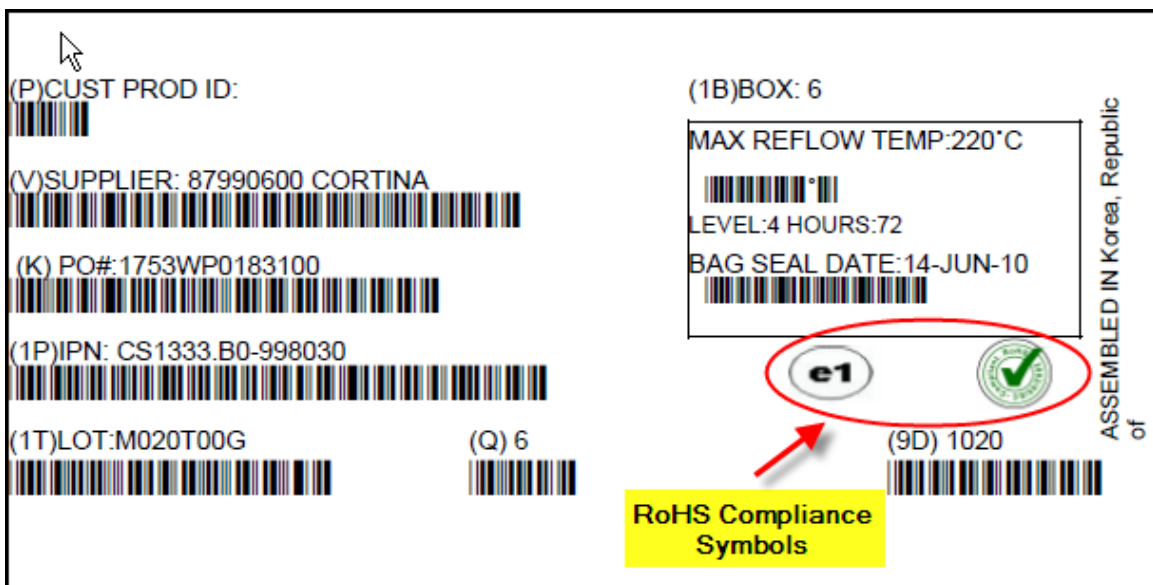 (P)CUST PROD ID:
(1B)BOX: 6
MAX REFLOW TEMP:220°C
(V)SUPPLIER: 87990600 CORTINA
LEVEL:4 HOURS:72
(K) PO#:1753WP0183100
BAG SEAL DATE:14-JUN-10
(1P)IPN: CS1333.B0-998030
e1
ASSEMBLED IN Korea, Republic
of
(1T)LOT:M020T00G
(Q) 6
(9D) 1020
RoHS Compliance
Symbols